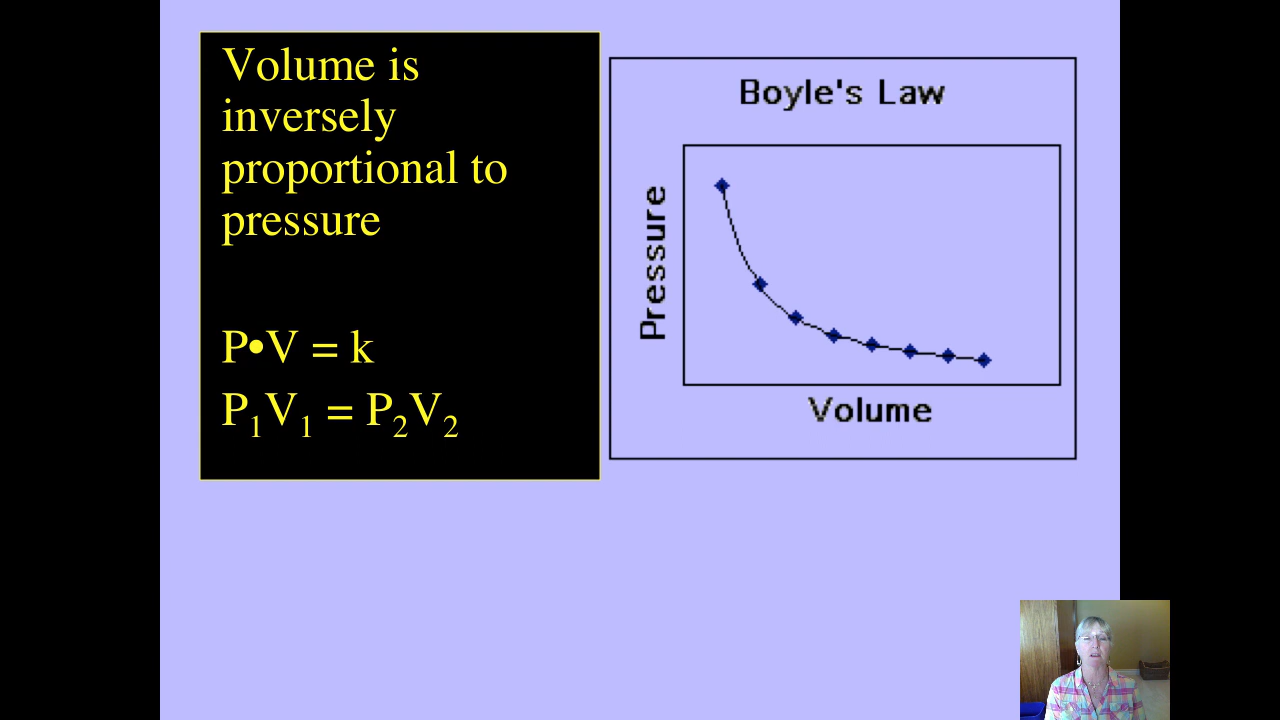 Volume is
inversely
proportional to
pressure
P•V = k
P₁V₁ = P₂V₂
Boyle's Law
Pressure
Volume